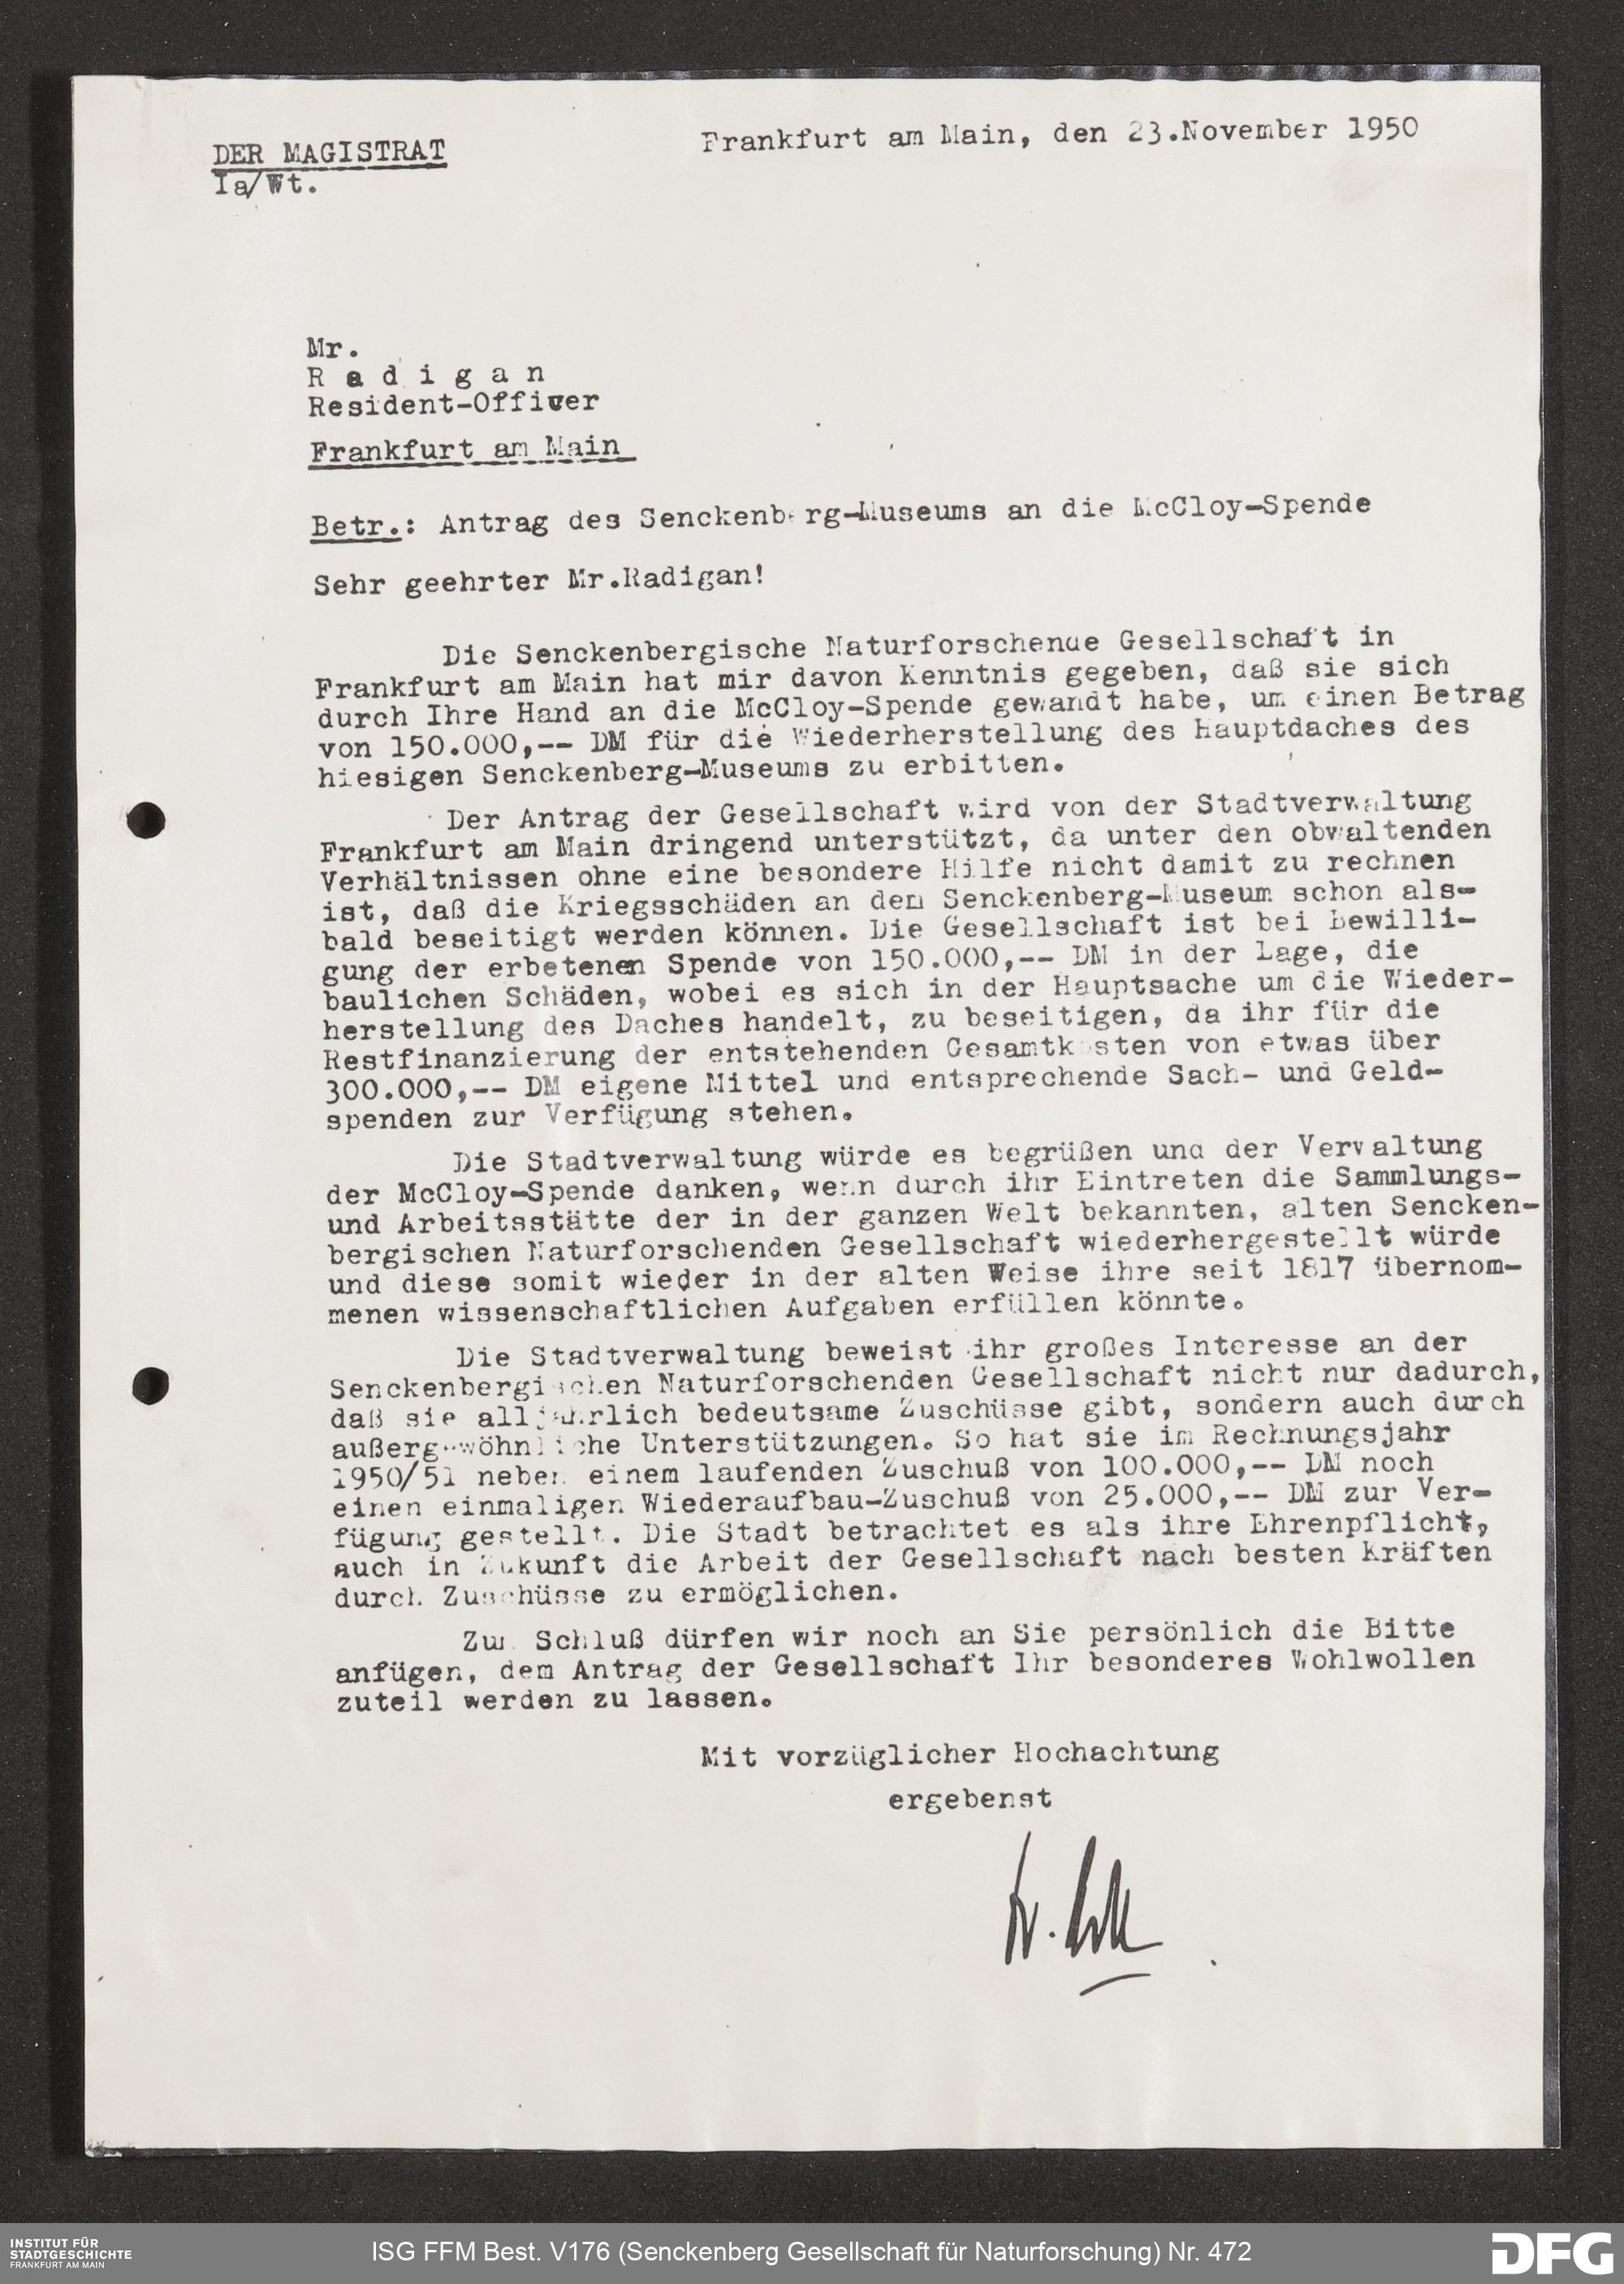 DER MAGISTRAT
Ia/Wt.
Frankfurt am Main, den 23.November 1950
Mr.
R a d i g a n
Resident-Officer
Frankfurt am Main
Betr.: Antrag des Senckenberg-Museums an die McCloy-Spende
Sehr geehrter Mr.Radigan!
Die Senckenbergische Naturforschende Gesellschaft in
Frankfurt am Main hat mir davon Kenntnis gegeben, daß sie sich
durch Ihre Hand an die McCloy-Spende gewandt habe, um einen Betrag
von 150.000,-- DM für die Wiederherstellung des Hauptdaches des
hiesigen Senckenberg-Museums zu erbitten.
Der Antrag der Gesellschaft wird von der Stadtverwaltung
Frankfurt am Main dringend unterstützt, da unter den obwaltenden
Verhältnissen ohne eine besondere Hilfe nicht damit zu rechnen
ist, daß die Kriegsschäden an dem Senckenberg-Museum schon als-
bald beseitigt werden können. Die Gesellschaft ist bei Bewilli-
gung der erbetenen Spende von 150.000,-- DM in der Lage, die
baulichen Schäden, wobei es sich in der Hauptsache um die Wieder-
herstellung des Daches handelt, zu beseitigen, da ihr für die
Restfinanzierung der entstehenden Gesamtkosten von etwas über
300.000,-- DM eigene Mittel und entsprechende Sach- und Geld-
spenden zur Verfügung stehen.
Die Stadtverwaltung würde es begrüßen und der Verwaltung
der McCloy-Spende danken, wenn durch ihr Eintreten die Sammlungs-
und Arbeitsstätte der in der ganzen Welt bekannten, alten Sencken-
bergischen Naturforschenden Gesellschaft wiederhergestellt würde
und diese somit wieder in der alten Weise ihre seit 1817 übernom-
menen wissenschaftlichen Aufgaben erfüllen könnte.
Die Stadtverwaltung beweist ihr großes Interesse an der
Senckenbergischen Naturforschenden Gesellschaft nicht nur dadurch,
daß sie alljährlich bedeutsame Zuschüsse gibt, sondern auch durch
außergewöhnliche Unterstützungen. So hat sie im Rechnungsjahr
1950/51 neben einem laufenden Zuschuß von 100.000,-- DM noch
einen einmaligen Wiederaufbau-Zuschuß von 25.000,-- DM zur Ver-
fügung gestellt. Die Stadt betrachtet es als ihre Ehrenpflicht,
auch in Zukunft die Arbeit der Gesellschaft nach besten Kräften
durch Zuschüsse zu ermöglichen.
Zum Schluß dürfen wir noch an Sie persönlich die Bitte
anfügen, dem Antrag der Gesellschaft Ihr besonderes Wohlwollen
zuteil werden zu lassen.
Mit vorzüglicher Hochachtung
ergebenst
INSTITUT FÜR
STADTGESCHICHTE
FRANKFURT AM MAIN
ISG FFM Best. V176 (Senckenberg Gesellschaft für Naturforschung) Nr. 472
DFG